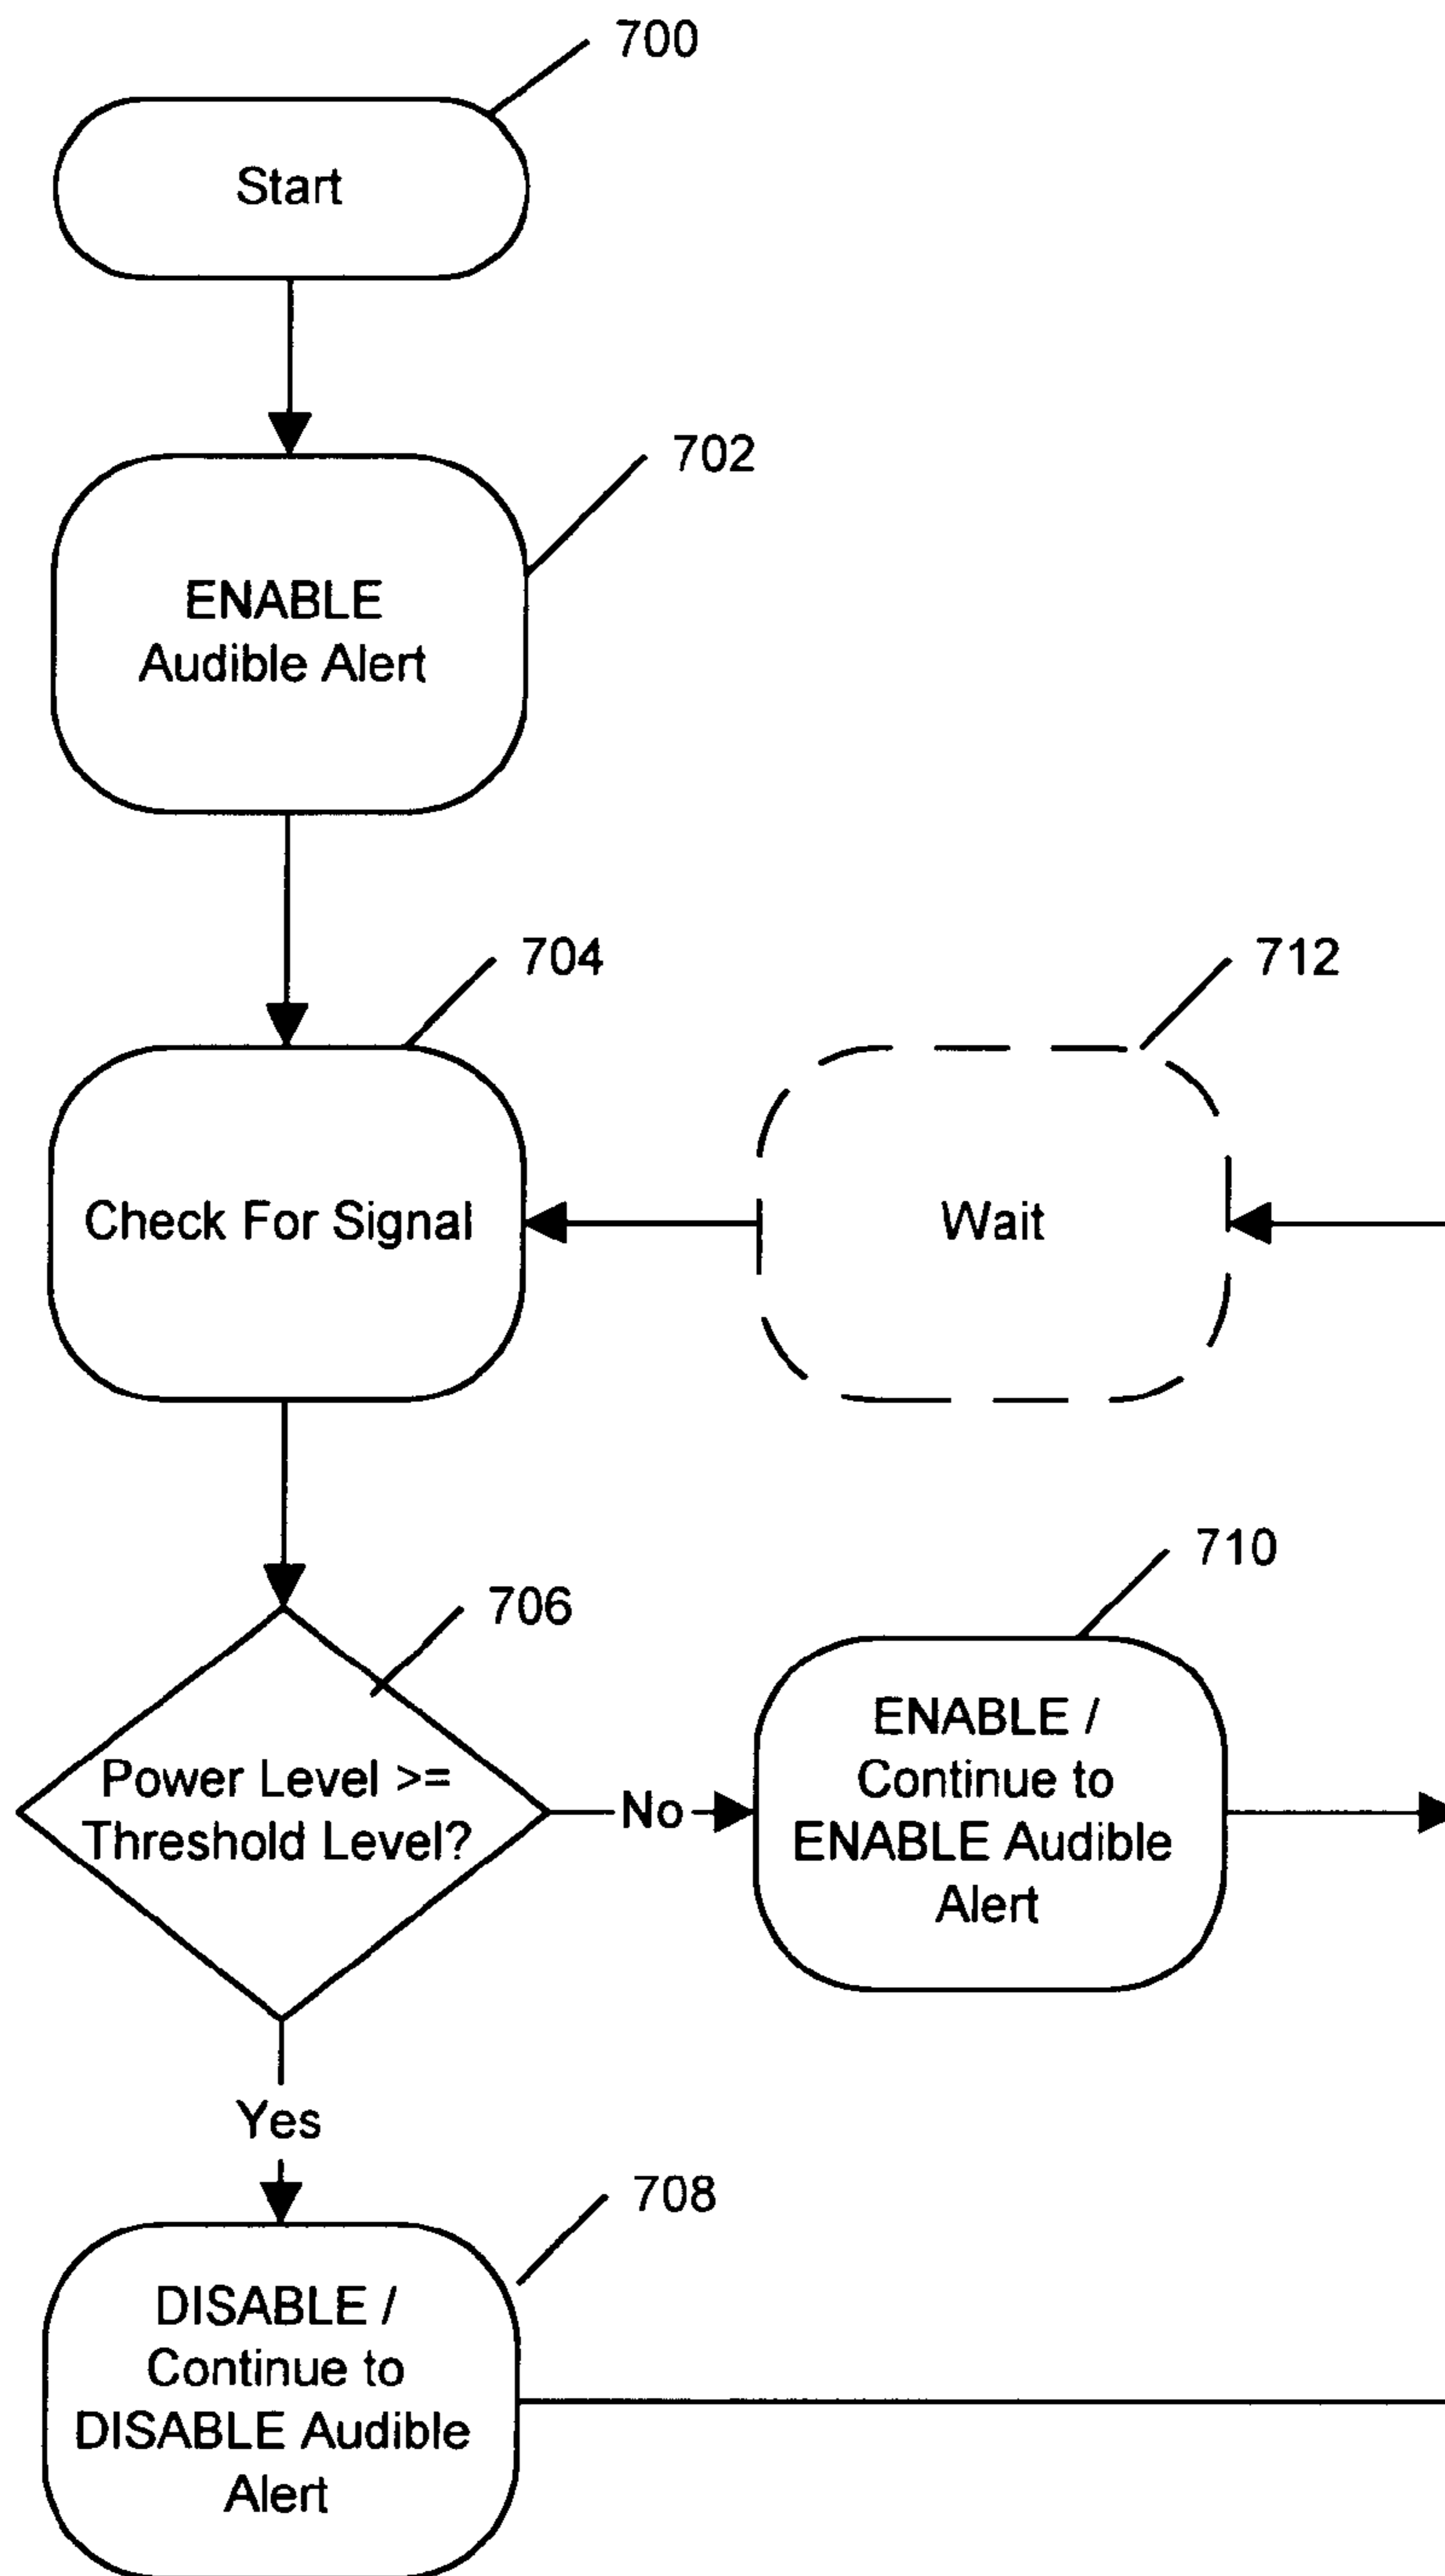 700
Start
702
ENABLE
Audible Alert
704
Check For Signal
712
Wait
706
Power Level >=
Threshold Level?
No
710
ENABLE /
Continue to
ENABLE Audible
Alert
Yes
708
DISABLE /
Continue to
DISABLE Audible
Alert